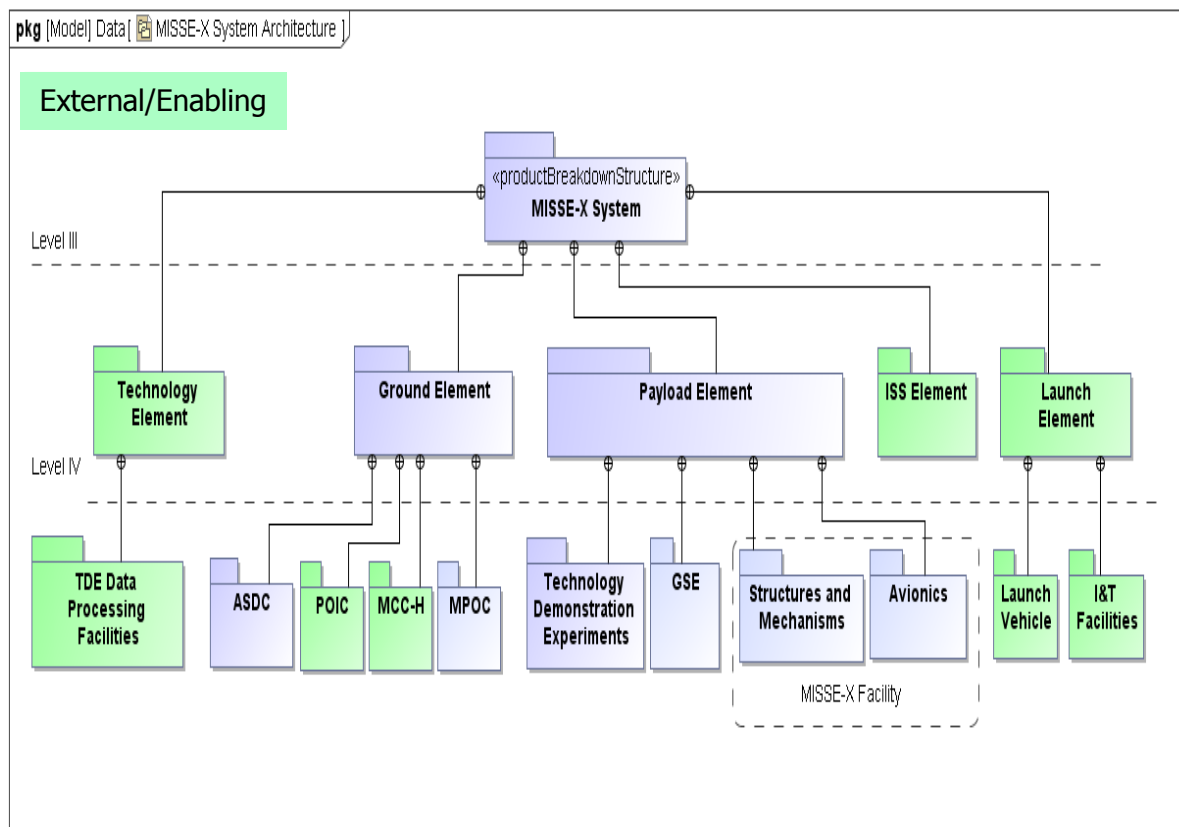 pkg [Model] Data[ MISSE-X System Architecture ]
External/Enabling
«productBreakdownStructure»
MISSE-X System
Level III
Technology
Element
Ground Element
Payload Element
ISS Element
Launch
Element
Level IV
TDE Data
Processing
Facilities
ASDC
POIC
MCC-H
MPOC
Technology
Demonstration
Experiments
GSE
Structures and
Mechanisms
Avionics
Launch
Vehicle
I&T
Facilities
MISSE-X Facility